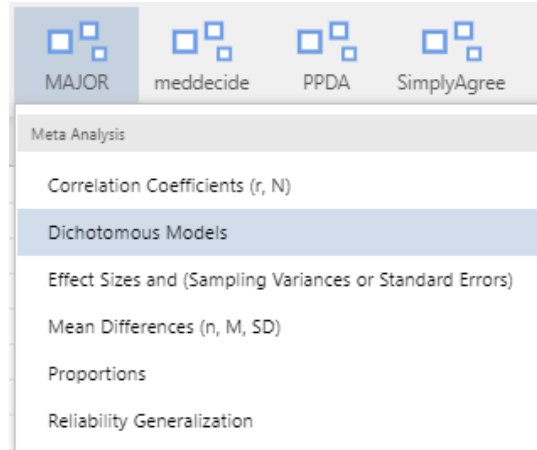 MAJOR meddecide PPDA SimplyAgree
Meta Analysis
Correlation Coefficients (r, N)
Dichotomous Models
Effect Sizes and (Sampling Variances or Standard Errors)
Mean Differences (n, M, SD)
Proportions
Reliability Generalization